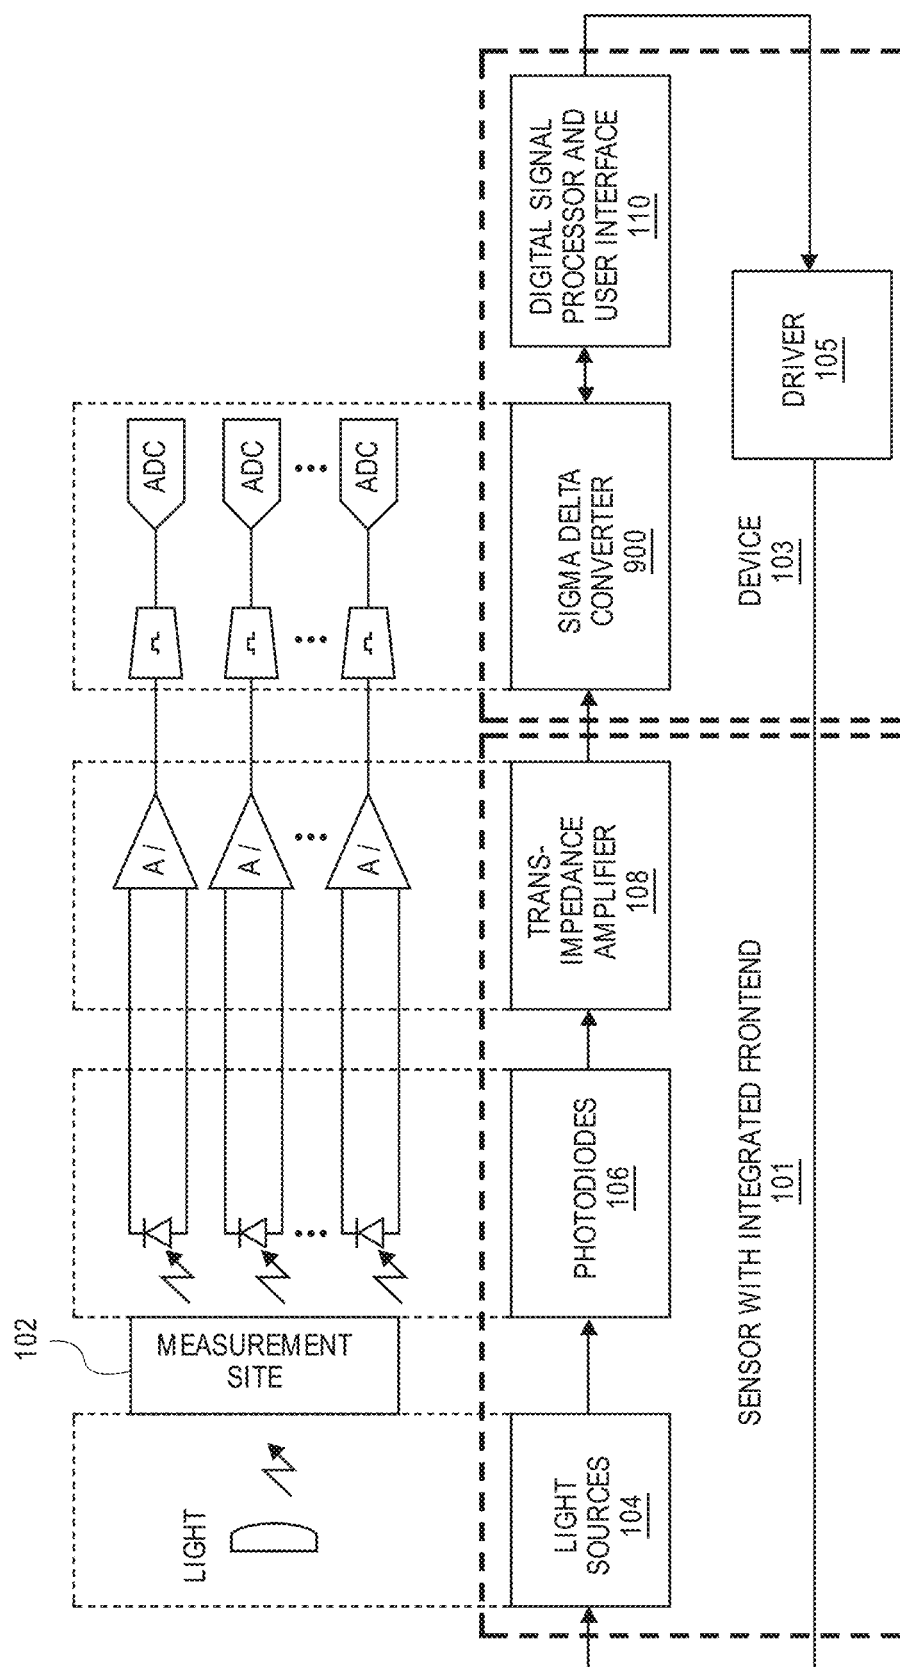 LIGHT
102
MEASUREMENT
SITE
A /
A /
A /
ADC
ADC
ADC
LIGHT
SOURCES
104
PHOTODIODES
106
TRANS-
IMPEDANCE
AMPLIFIER
108
SIGMA DELTA
CONVERTER
900
DIGITAL SIGNAL
PROCESSOR AND
USER INTERFACE
110
SENSOR WITH INTEGRATED FRONTEND
101
DEVICE
103
DRIVER
105